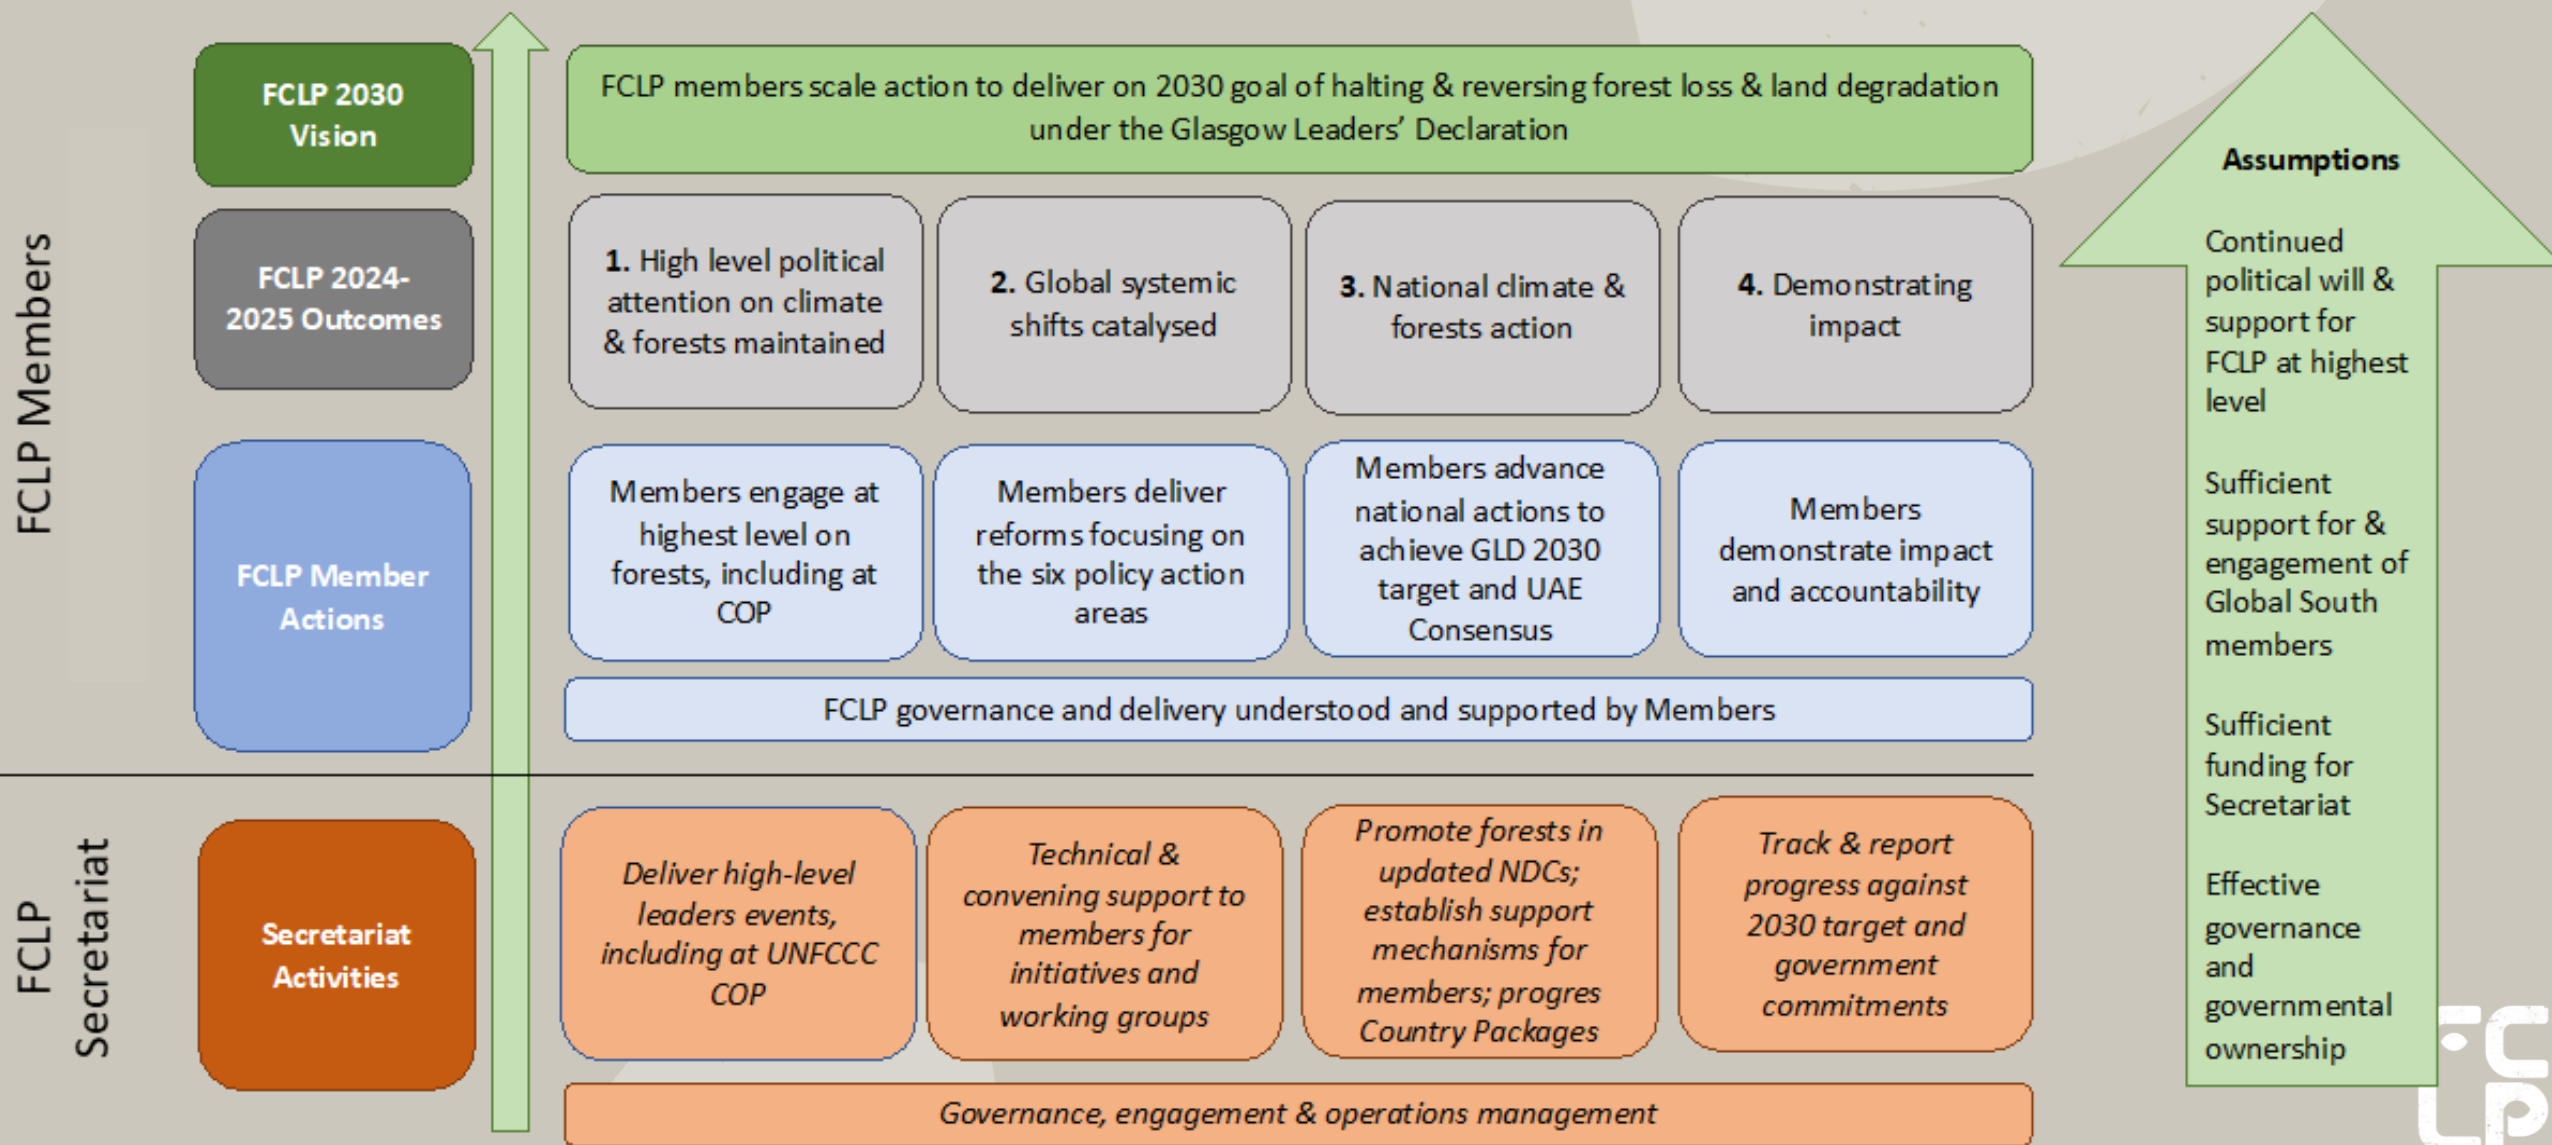 FCLP Members
FCLP 2030
Vision
FCLP members scale action to deliver on 2030 goal of halting & reversing forest loss & land degradation
under the Glasgow Leaders’ Declaration
FCLP 2024-
2025 Outcomes
1. High level political
attention on climate
& forests maintained
2. Global systemic
shifts catalysed
3. National climate &
forests action
4. Demonstrating
impact
FCLP Member
Actions
Members engage at
highest level on
forests, including at
COP
Members deliver
reforms focusing on
the six policy action
areas
Members advance
national actions to
achieve GLD 2030
target and UAE
Consensus
Members
demonstrate impact
and accountability
FCLP governance and delivery understood and supported by Members
FCLP
Secretariat
Secretariat
Activities
Deliver high-level
leaders events,
including at UNFCCC
COP
Technical &
convening support to
members for
initiatives and
working groups
Promote forests in
updated NDCs;
establish support
mechanisms for
members; progres
Country Packages
Track & report
progress against
2030 target and
government
commitments
Governance, engagement & operations management
Assumptions
Continued
political will &
support for
FCLP at highest
level
Sufficient
support for &
engagement of
Global South
members
Sufficient
funding for
Secretariat
Effective
governance
and
governmental
ownership
FC
LP